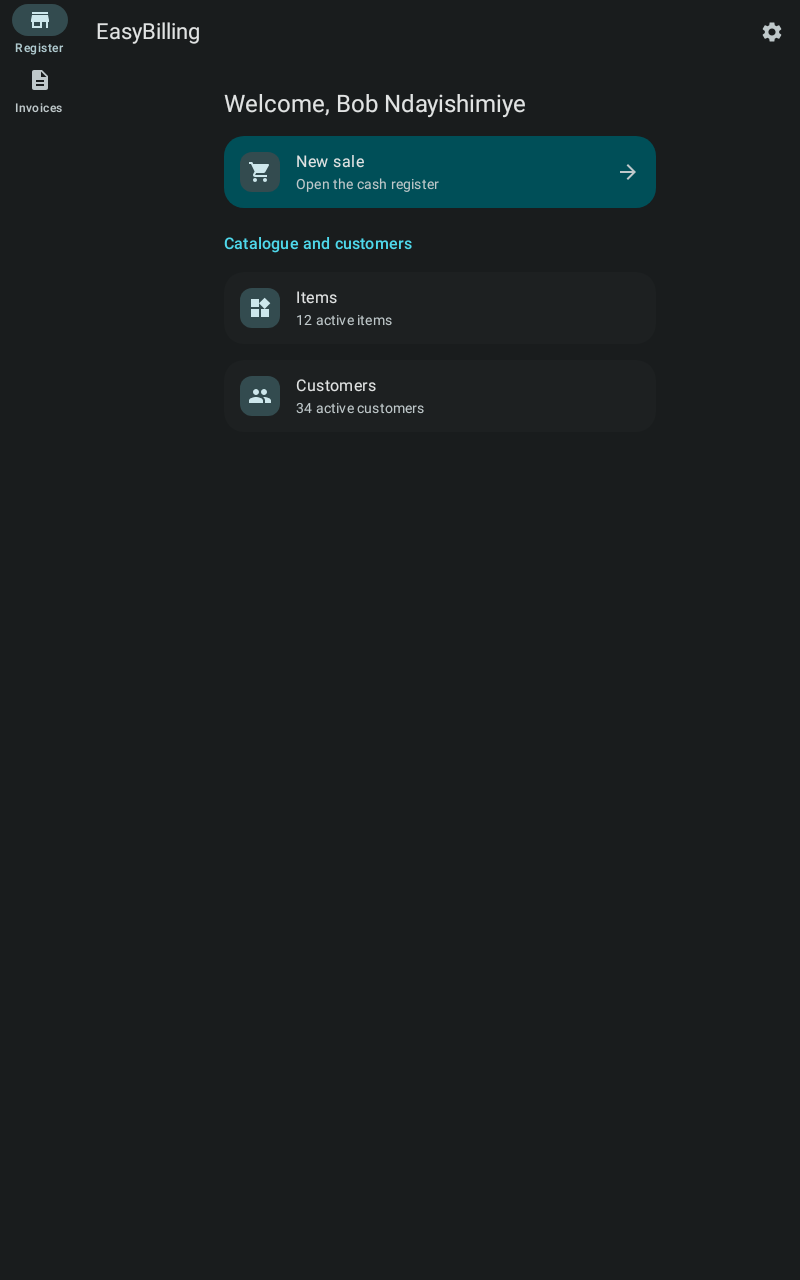 Register
Invoices
EasyBilling
Welcome, Bob Ndayishimiye
New sale
Open the cash register
Catalogue and customers
Items
12 active items
Customers
34 active customers